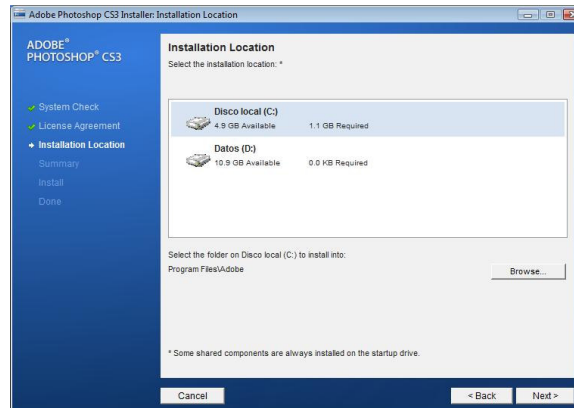 Adobe Photoshop CS3 Installer: Installation Location
ADOBE®
PHOTOSHOP® CS3
System Check
License Agreement
Installation Location
Summary
Install
Done
Installation Location
Select the installation location: *
Disco local (C:)
4.9 GB Available 1.1 GB Required
Datos (D:)
10.9 GB Available 0.0 KB Required
Select the folder on Disco local (C:) to install into:
Program Files\Adobe
Browse...
* Some shared components are always installed on the startup drive.
Cancel < Back Next >